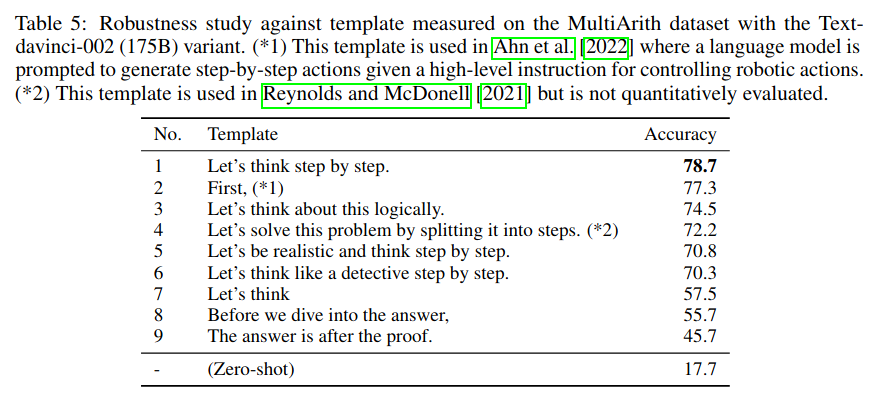 Table 5: Robustness study against template measured on the MultiArith dataset with the Text-
davinci-002 (175B) variant. (*1) This template is used in Ahn et al. [2022] where a language model is
prompted to generate step-by-step actions given a high-level instruction for controlling robotic actions.
(*2) This template is used in Reynolds and McDonell [2021] but is not quantitatively evaluated.
No. Template Accuracy
1 Let's think step by step. 78.7
2 First, (*1) 77.3
3 Let's think about this logically. 74.5
4 Let's solve this problem by splitting it into steps. (*2) 72.2
5 Let's be realistic and think step by step. 70.8
6 Let's think like a detective step by step. 70.3
7 Let's think 57.5
8 Before we dive into the answer, 55.7
9 The answer is after the proof. 45.7
- (Zero-shot) 17.7